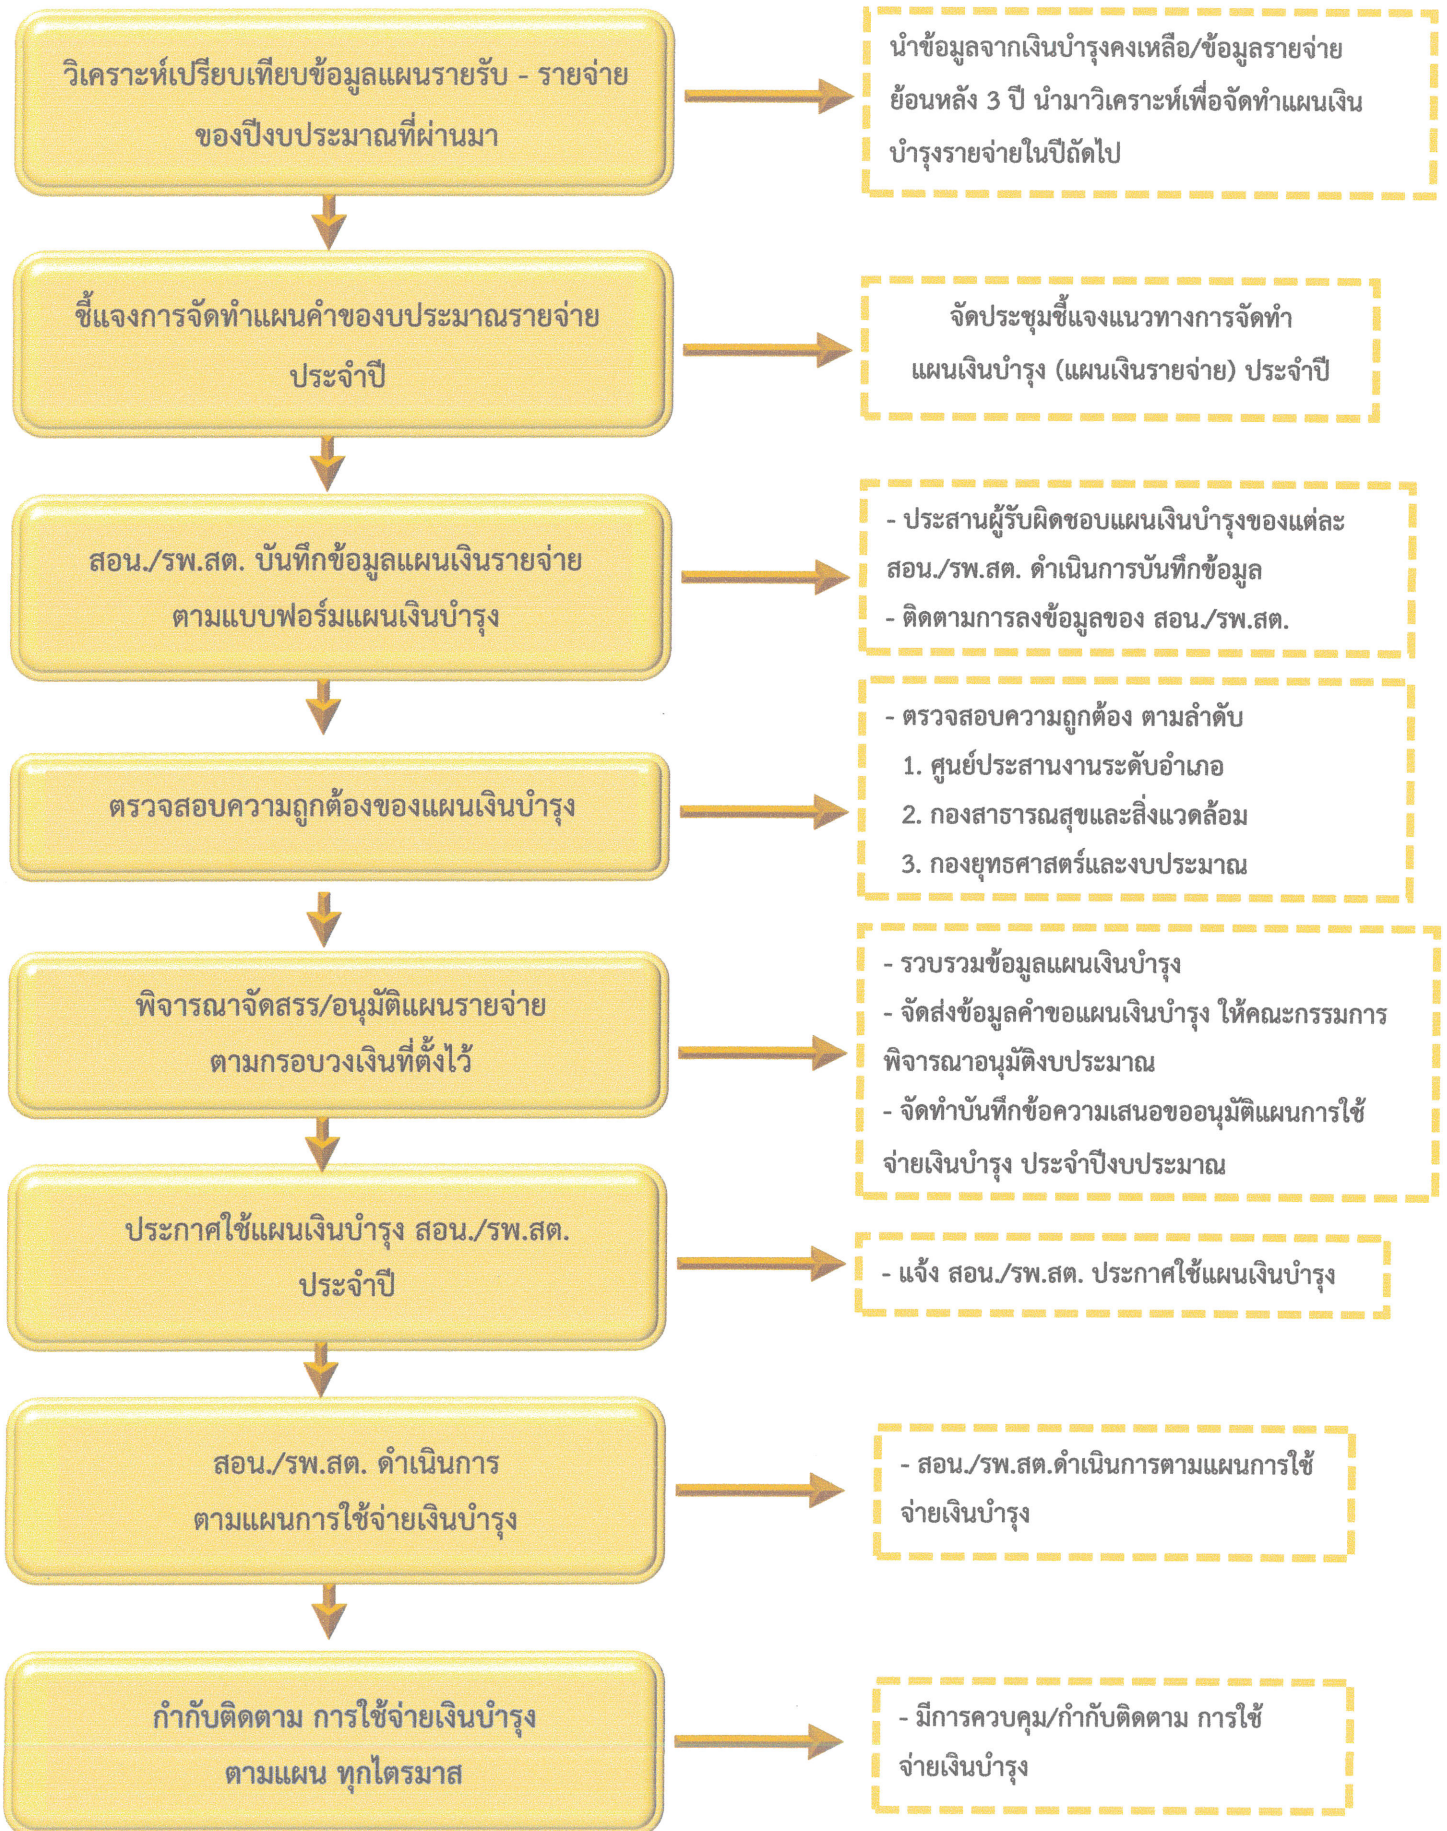 วิเคราะห์เปรียบเทียบข้อมูลแผนรายรับ - รายจ่าย
ของปีงบประมาณที่ผ่านมา
นำข้อมูลจากเงินบำรุงคงเหลือ/ข้อมูลรายจ่าย
ย้อนหลัง 3 ปี นำมาวิเคราะห์เพื่อจัดทำแผนเงิน
บำรุงรายจ่ายในปีถัดไป
ชี้แจงการจัดทำแผนคำของบประมาณรายจ่าย
ประจำปี
จัดประชุมชี้แจงแนวทางการจัดทำ
แผนเงินบำรุง (แผนเงินรายจ่าย) ประจำปี
สอน./รพ.สต. บันทึกข้อมูลแผนเงินรายจ่าย
ตามแบบฟอร์มแผนเงินบำรุง
- ประสานผู้รับผิดชอบแผนเงินบำรุงของแต่ละ
สอน./รพ.สต. ดำเนินการบันทึกข้อมูล
- ติดตามการลงข้อมูลของ สอน./รพ.สต.
ตรวจสอบความถูกต้องของแผนเงินบำรุง
- ตรวจสอบความถูกต้อง ตามลำดับ
1. ศูนย์ประสานงานระดับอำเภอ
2. กองสาธารณสุขและสิ่งแวดล้อม
3. กองยุทธศาสตร์และงบประมาณ
พิจารณาจัดสรร/อนุมัติแผนรายจ่าย
ตามกรอบวงเงินที่ตั้งไว้
- รวบรวมข้อมูลแผนเงินบำรุง
- จัดส่งข้อมูลคำขอแผนเงินบำรุง ให้คณะกรรมการ
พิจารณาอนุมัติงบประมาณ
- จัดทำบันทึกข้อความเสนอขออนุมัติแผนการใช้
จ่ายเงินบำรุง ประจำปีงบประมาณ
ประกาศใช้แผนเงินบำรุง สอน./รพ.สต.
ประจำปี
- แจ้ง สอน./รพ.สต. ประกาศใช้แผนเงินบำรุง
สอน./รพ.สต. ดำเนินการ
ตามแผนการใช้จ่ายเงินบำรุง
- สอน./รพ.สต.ดำเนินการตามแผนการใช้
จ่ายเงินบำรุง
กำกับติดตาม การใช้จ่ายเงินบำรุง
ตามแผน ทุกไตรมาส
- มีการควบคุม/กำกับติดตาม การใช้
จ่ายเงินบำรุง